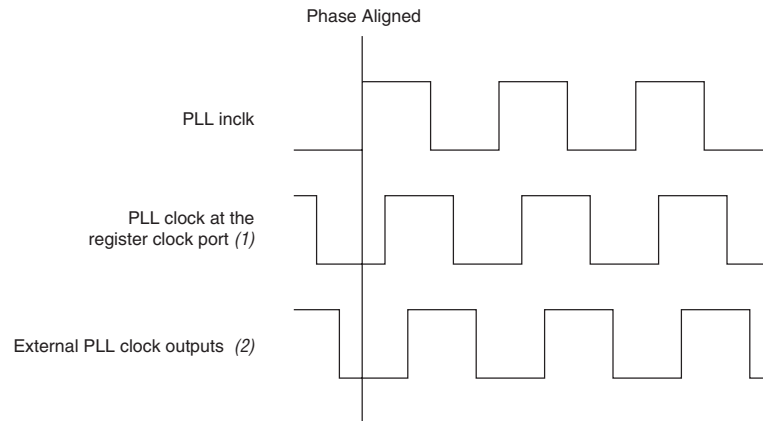 Phase Aligned
PLL inclk
PLL clock at the
register clock port (1)
External PLL clock outputs (2)